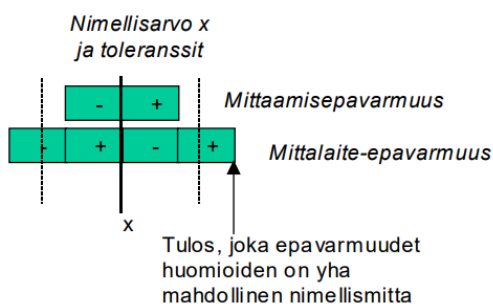 Nimellisarvo x
ja toleranssit
- +
Mittaamisepavarmuus
- + - +
Mittalaite-epavarmuus
x
Tulos, joka epavarmuudet
huomioiden on yha
mahdollinen nimellismitta